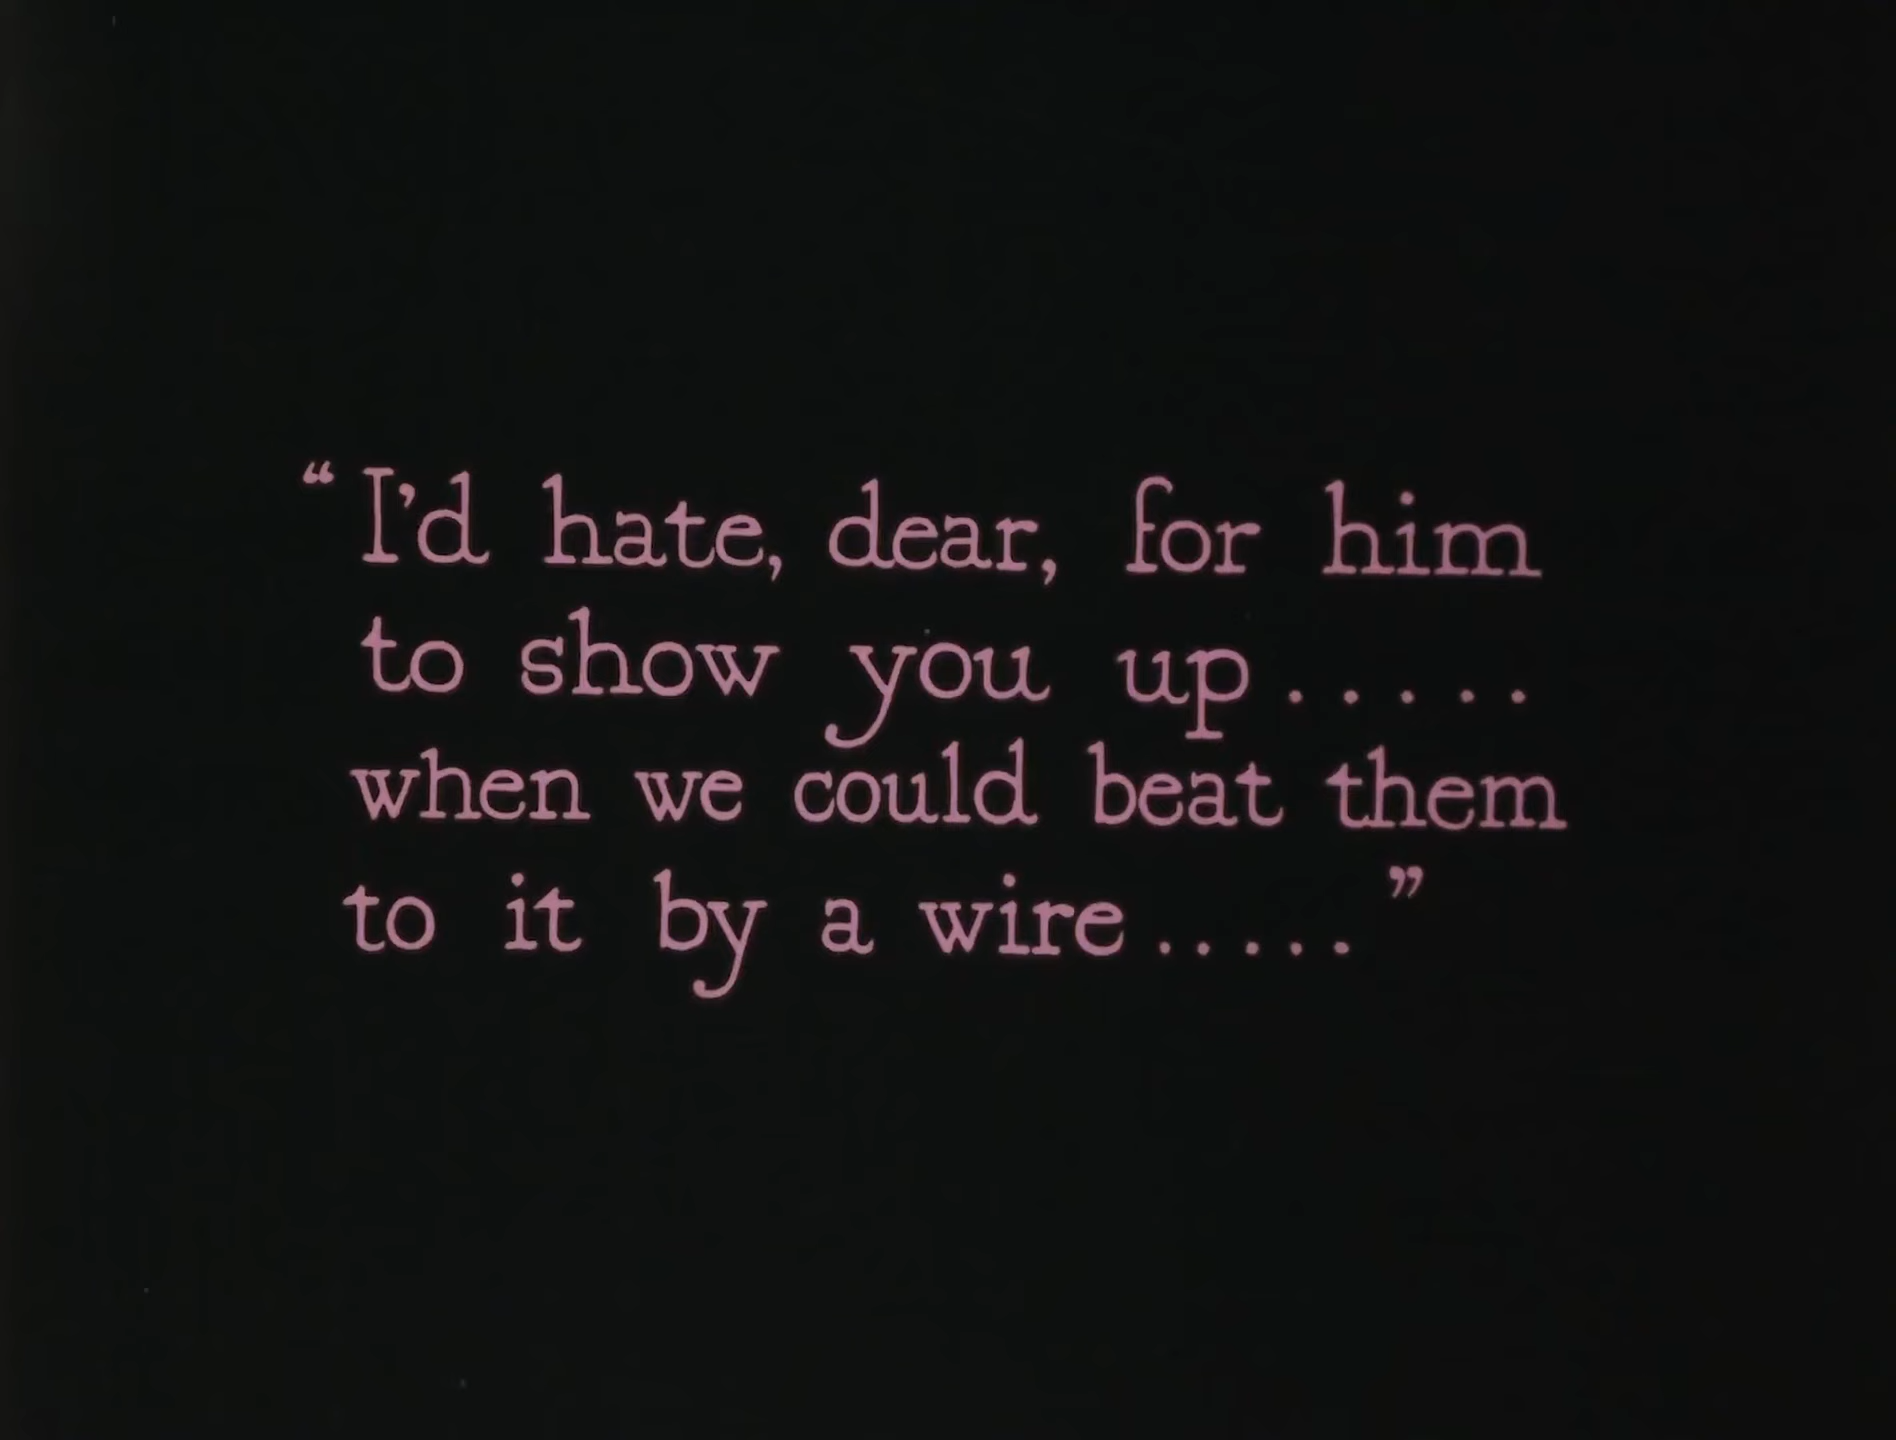 “ I’d hate, dear, for him
to show you up . . . . .
when we could beat them
to it by a wire . . . . . ”